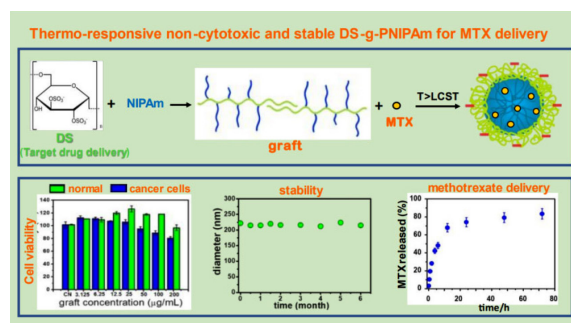 Thermo-responsive non-cytotoxic and stable DS-g-PNIPAm for MTX delivery
O
O
OH
OSO₃⁻
OSO₃⁻
n
DS
(Target drug delivery)
+ NIPAm
graft
+ MTX
T>LCST
normal cancer cells
Cell viability
140
120
100
80
60
40
20
0
CN 3,125 6,25 12,5 25 50 100 200
graft concentration (µg/mL)
stability
diameter (nm)
300
250
200
150
100
50
0
0 1 2 3 4 5 6
time (month)
methotrexate delivery
MTX released (%)
100
80
60
40
20
0
0 20 40 60 80
time/h